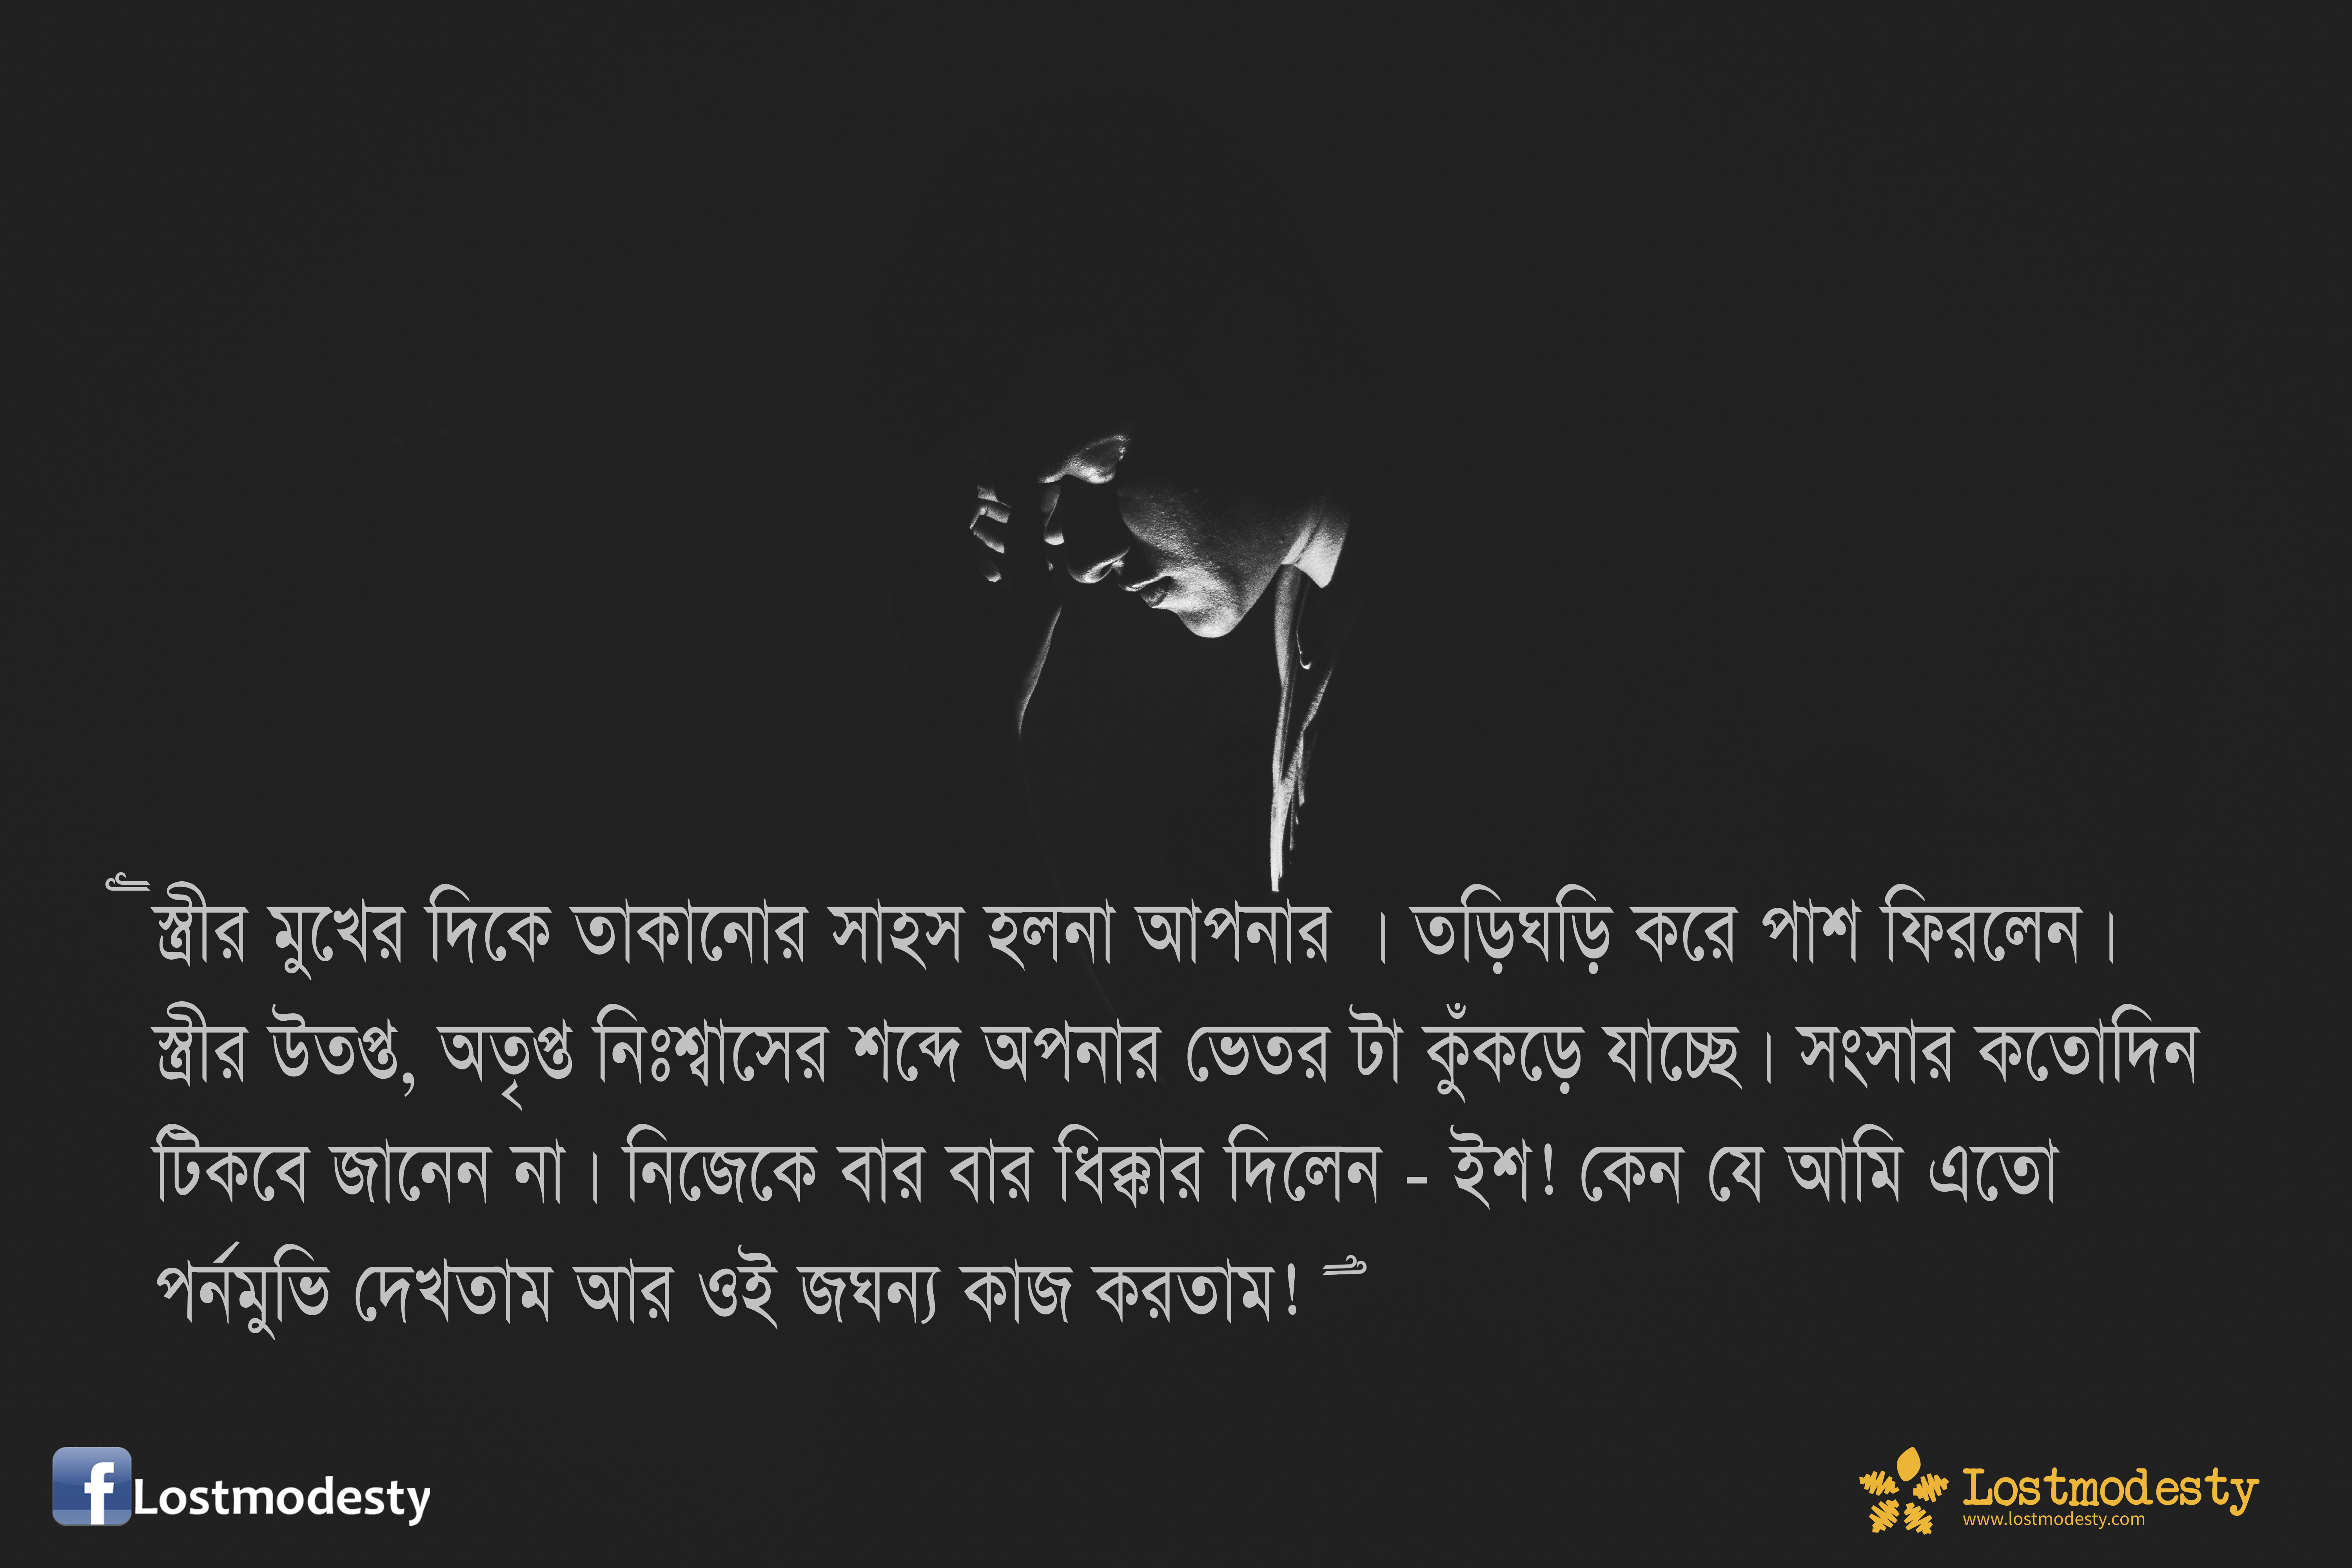 “স্ত্রীর মুখের দিকে তাকানোর সাহস হলনা আপনার । তড়িঘড়ি করে পাশ ফিরলেন।
স্ত্রীর উতপ্ত, অতৃপ্ত নিঃশ্বাসের শব্দে অপনার ভেতর টা কুঁকড়ে যাচ্ছে। সংসার কতোদিন
টিকবে জানেন না। নিজেকে বার বার ধিক্কার দিলেন - ইশ! কেন যে আমি এতো
পর্নমুভি দেখতাম আর ওই জঘন্য কাজ করতাম!”
Lostmodesty
Lostmodesty
www.lostmodesty.com